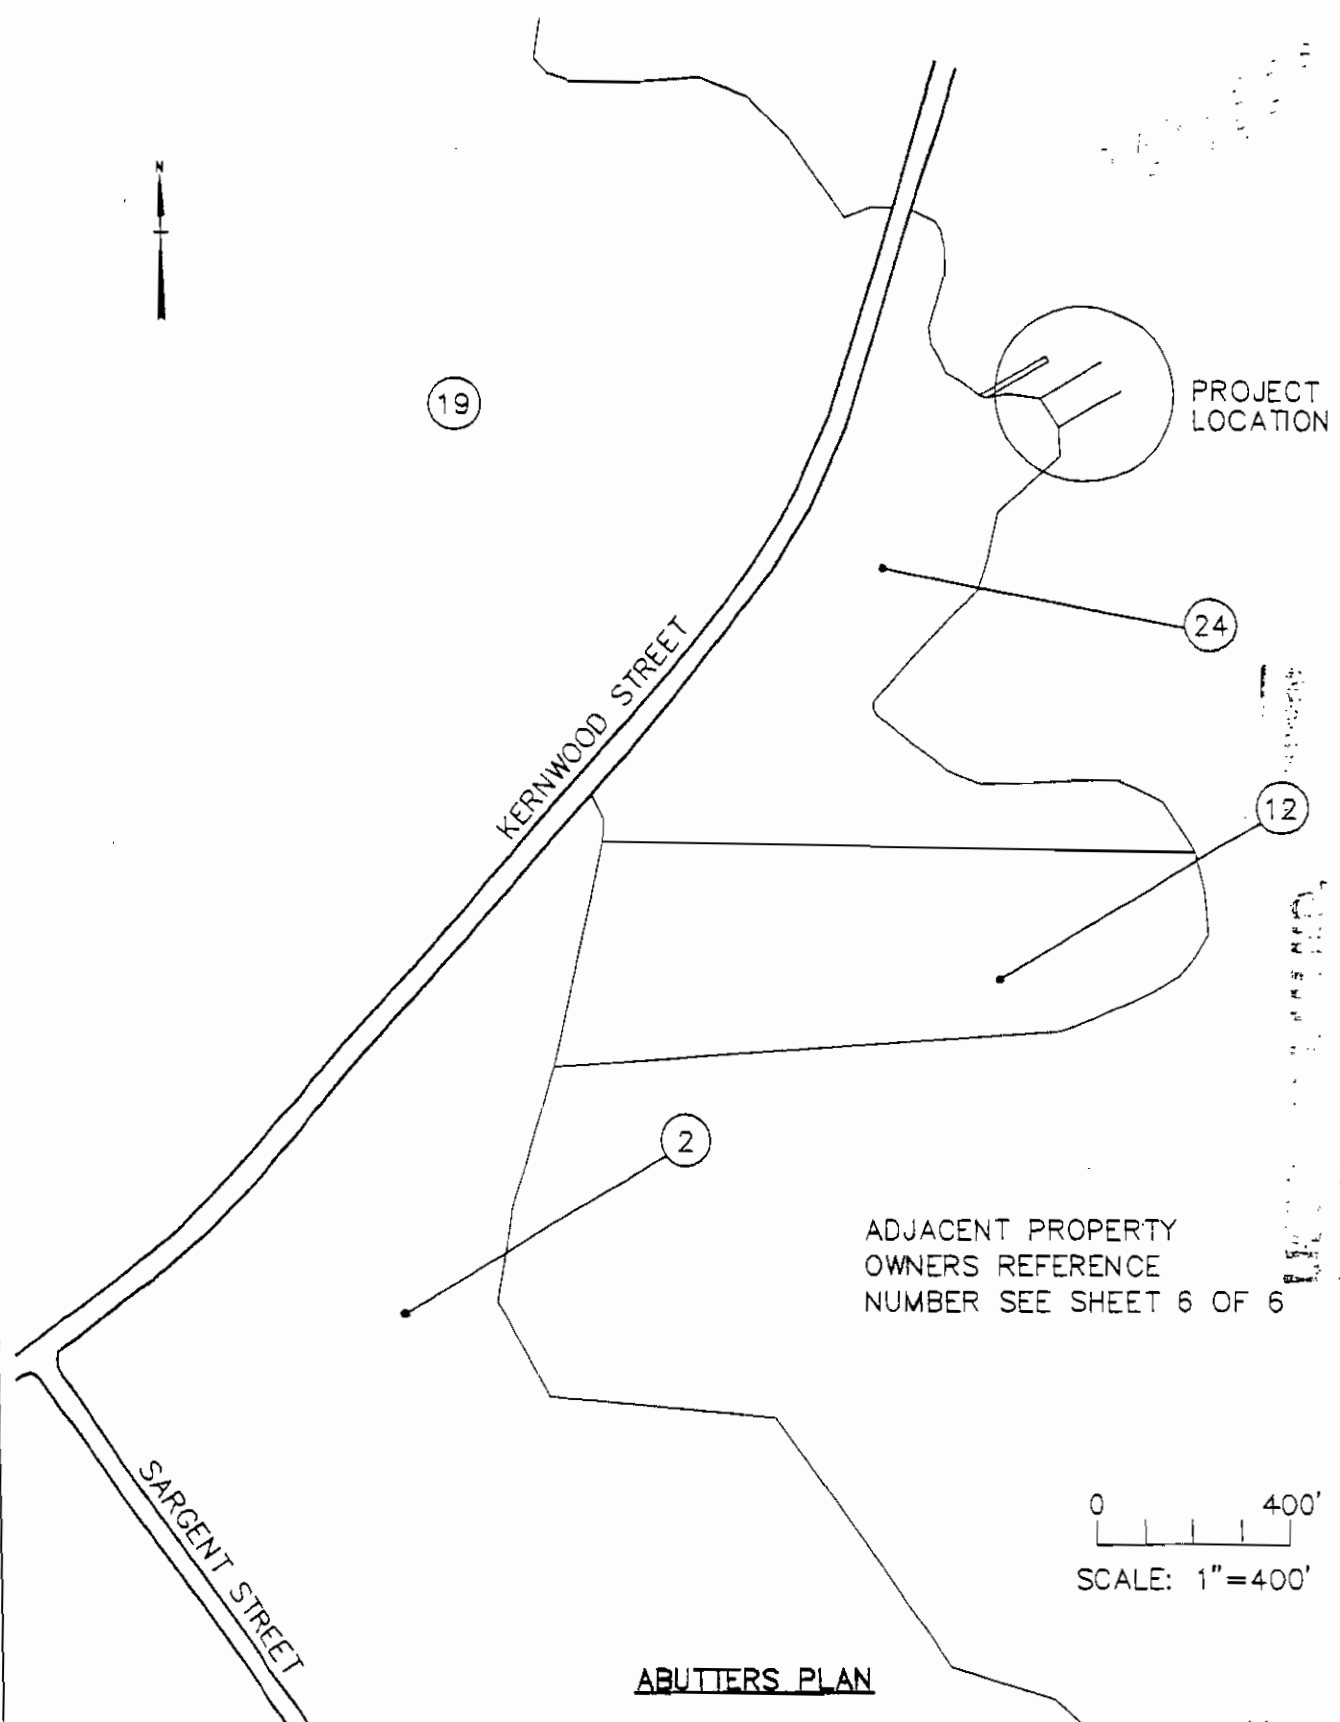 N
19
PROJECT
LOCATION
24
KERNWOOD STREET
12
2
ADJACENT PROPERTY
OWNERS REFERENCE
NUMBER SEE SHEET 6 OF 6
SARGENT STREET
0 400'
SCALE: 1"=400'
ABUTTERS PLAN